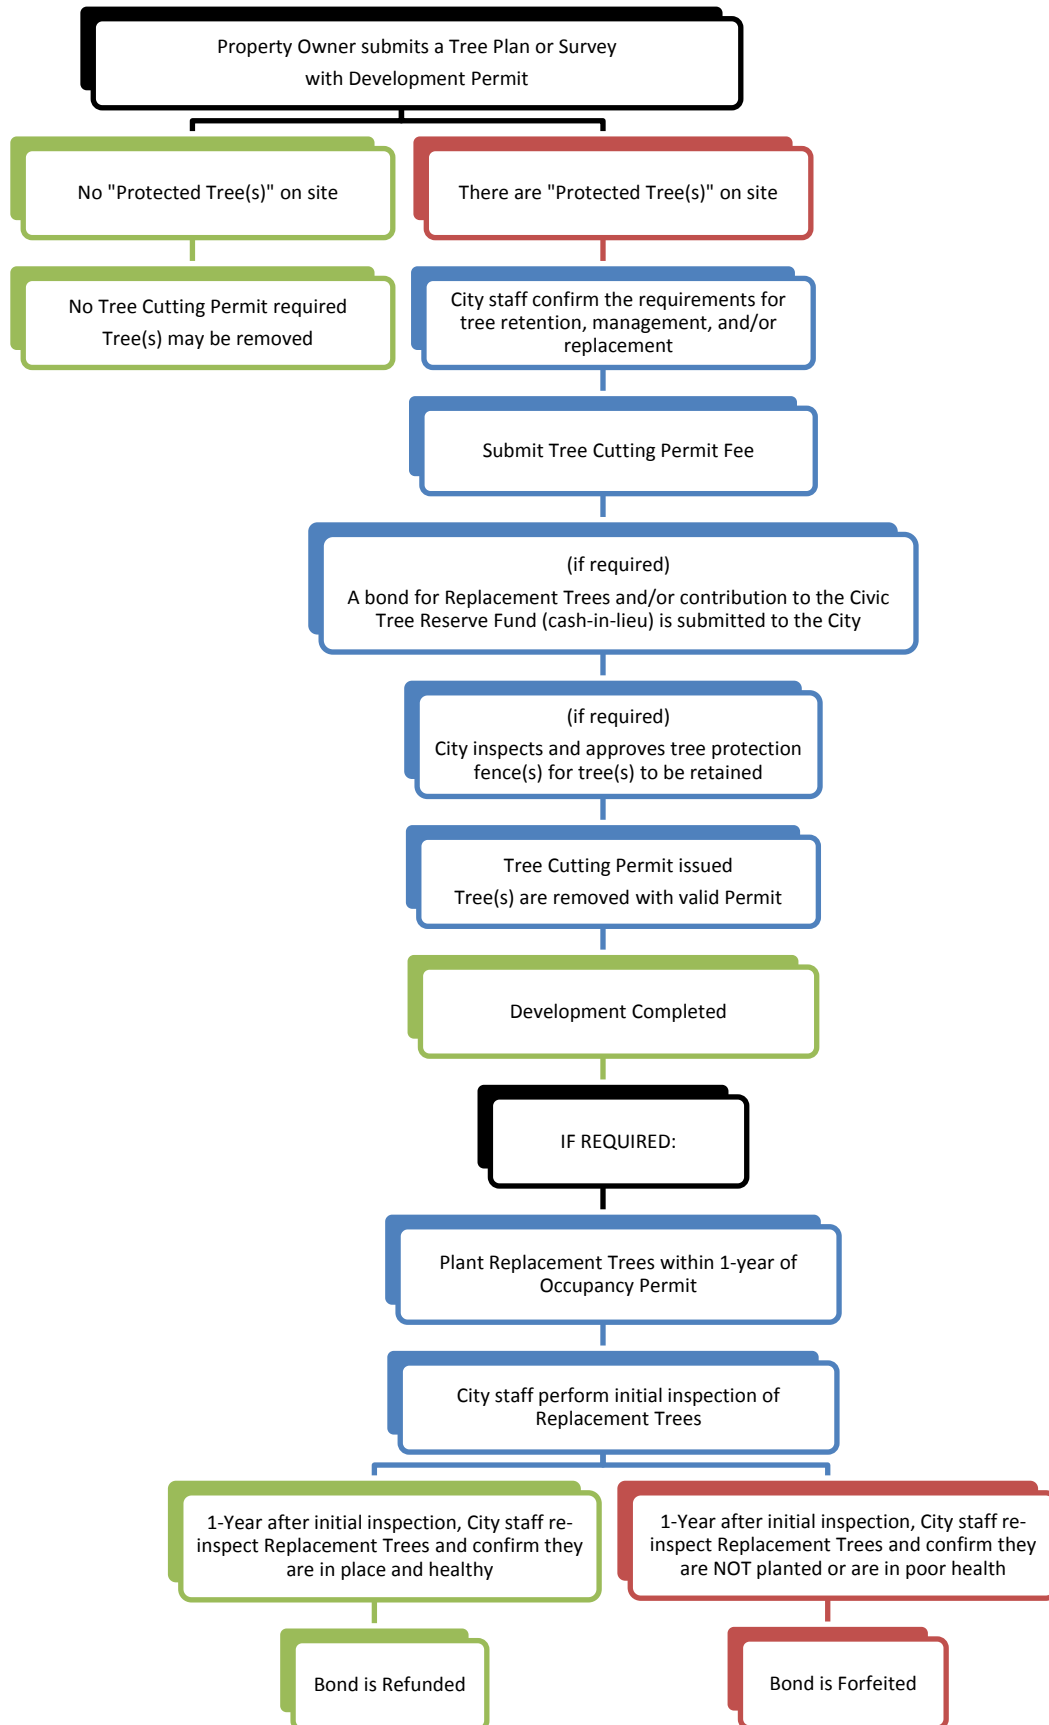 Property Owner submits a Tree Plan or Survey
with Development Permit
No "Protected Tree(s)" on site
There are "Protected Tree(s)" on site
No Tree Cutting Permit required
Tree(s) may be removed
City staff confirm the requirements for
tree retention, management, and/or
replacement
Submit Tree Cutting Permit Fee
(if required)
A bond for Replacement Trees and/or contribution to the Civic
Tree Reserve Fund (cash-in-lieu) is submitted to the City
(if required)
City inspects and approves tree protection
fence(s) for tree(s) to be retained
Tree Cutting Permit issued
Tree(s) are removed with valid Permit
Development Completed
IF REQUIRED:
Plant Replacement Trees within 1-year of
Occupancy Permit
City staff perform initial inspection of
Replacement Trees
1-Year after initial inspection, City staff re-
inspect Replacement Trees and confirm they
are in place and healthy
1-Year after initial inspection, City staff re-
inspect Replacement Trees and confirm they
are NOT planted or are in poor health
Bond is Refunded
Bond is Forfeited